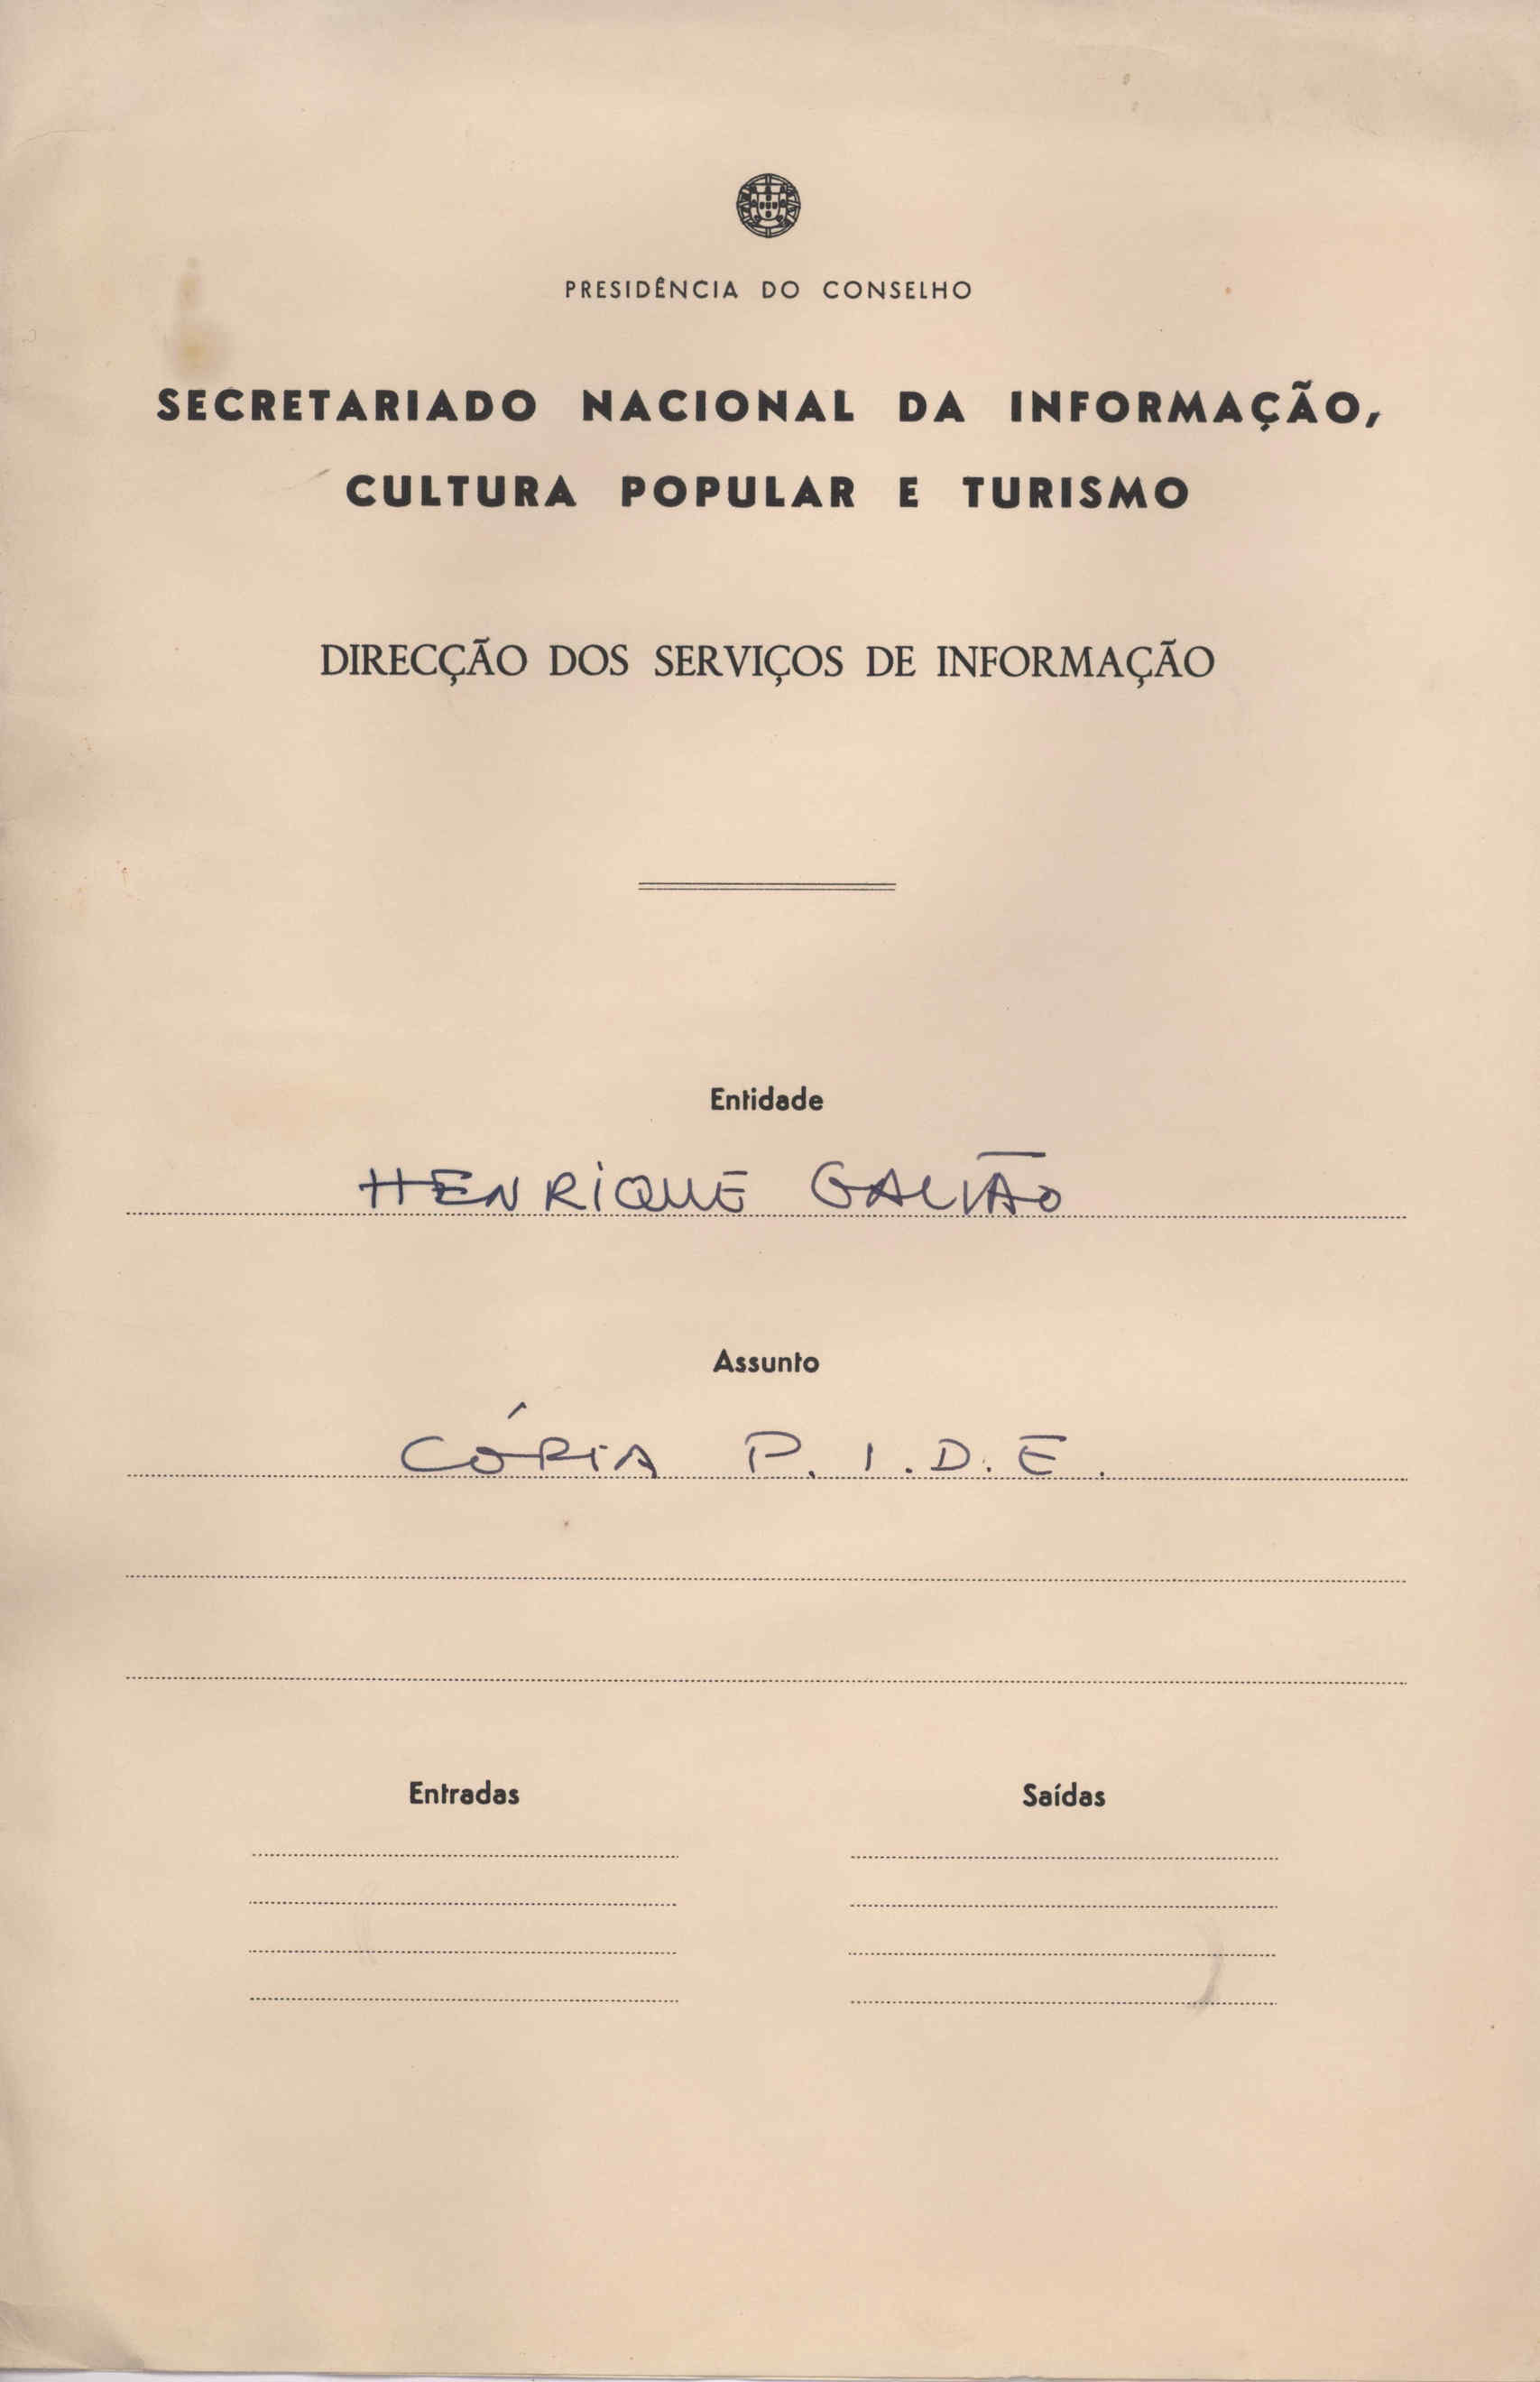 PRESIDÊNCIA DO CONSELHO
SECRETARIADO NACIONAL DA INFORMAÇÃO,
CULTURA POPULAR E TURISMO
DIRECÇÃO DOS SERVIÇOS DE INFORMAÇÃO
Entidade
HENRIQUE GALVÃO
Assunto
CÓPIA P.I.D.E.
Entradas Saídas